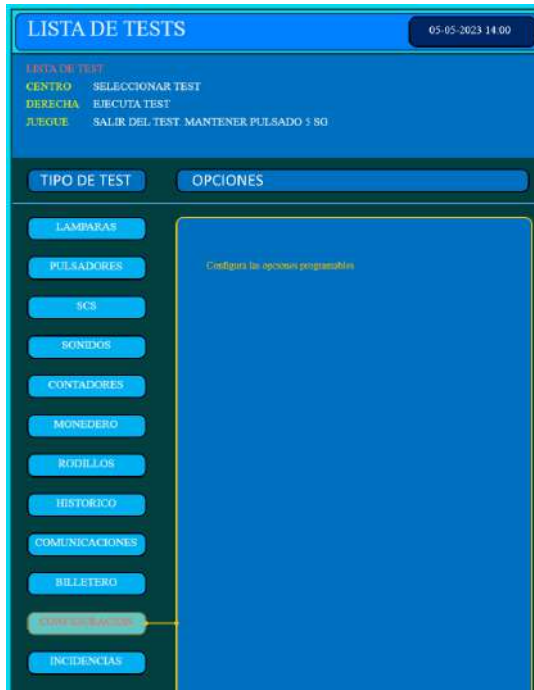 LISTA DE TESTS
05-05-2023 14:00
LISTA DE TEST
CENTRO SELECCIONAR TEST
DERECHA EJECUTA TEST
JUEGUE SALIR DEL TEST. MANTENER PULSADO 5 SG
TIPO DE TEST
OPCIONES
LAMPARAS
PULSADORES
Configura las opciones programables
SCS
SONIDOS
CONTADORES
MONEDERO
RODILLOS
HISTORICO
COMUNICACIONES
BILLETERO
CONFIGURACION
INCIDENCIAS